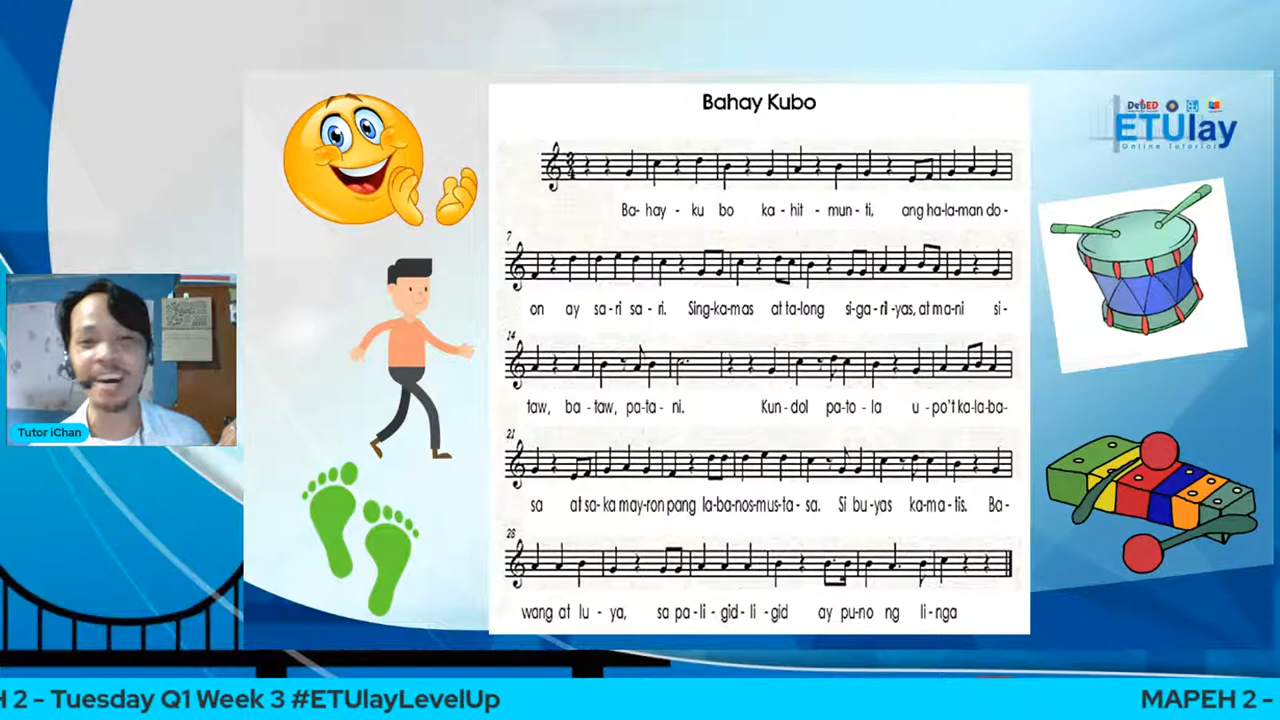 Bahay Kubo
DepED
ETUlay
Online Tutorial
3
4
Ba- hay - ku bo ka - hit - mun - ti, ang ha-la-man do -
7
on ay sa - ri sa - ri. Sing-ka-mas at ta-long si-ga-ri-yas, at ma-ni si -
14
taw, ba - taw, pa-ta - ni. Kun - dol pa-to - la u - po't ka-la-ba-
21
sa at sa- ka may-ron pang la-ba-nos-mus-ta - sa. Si bu-yas ka-ma-tis. Ba -
28
wang at lu - ya, sa pa - li - gid - li - gid ay pu-no ng li-nga
Tutor iChan
H 2 - Tuesday Q1 Week 3 #ETUlayLevelUp
MAPEH 2 -